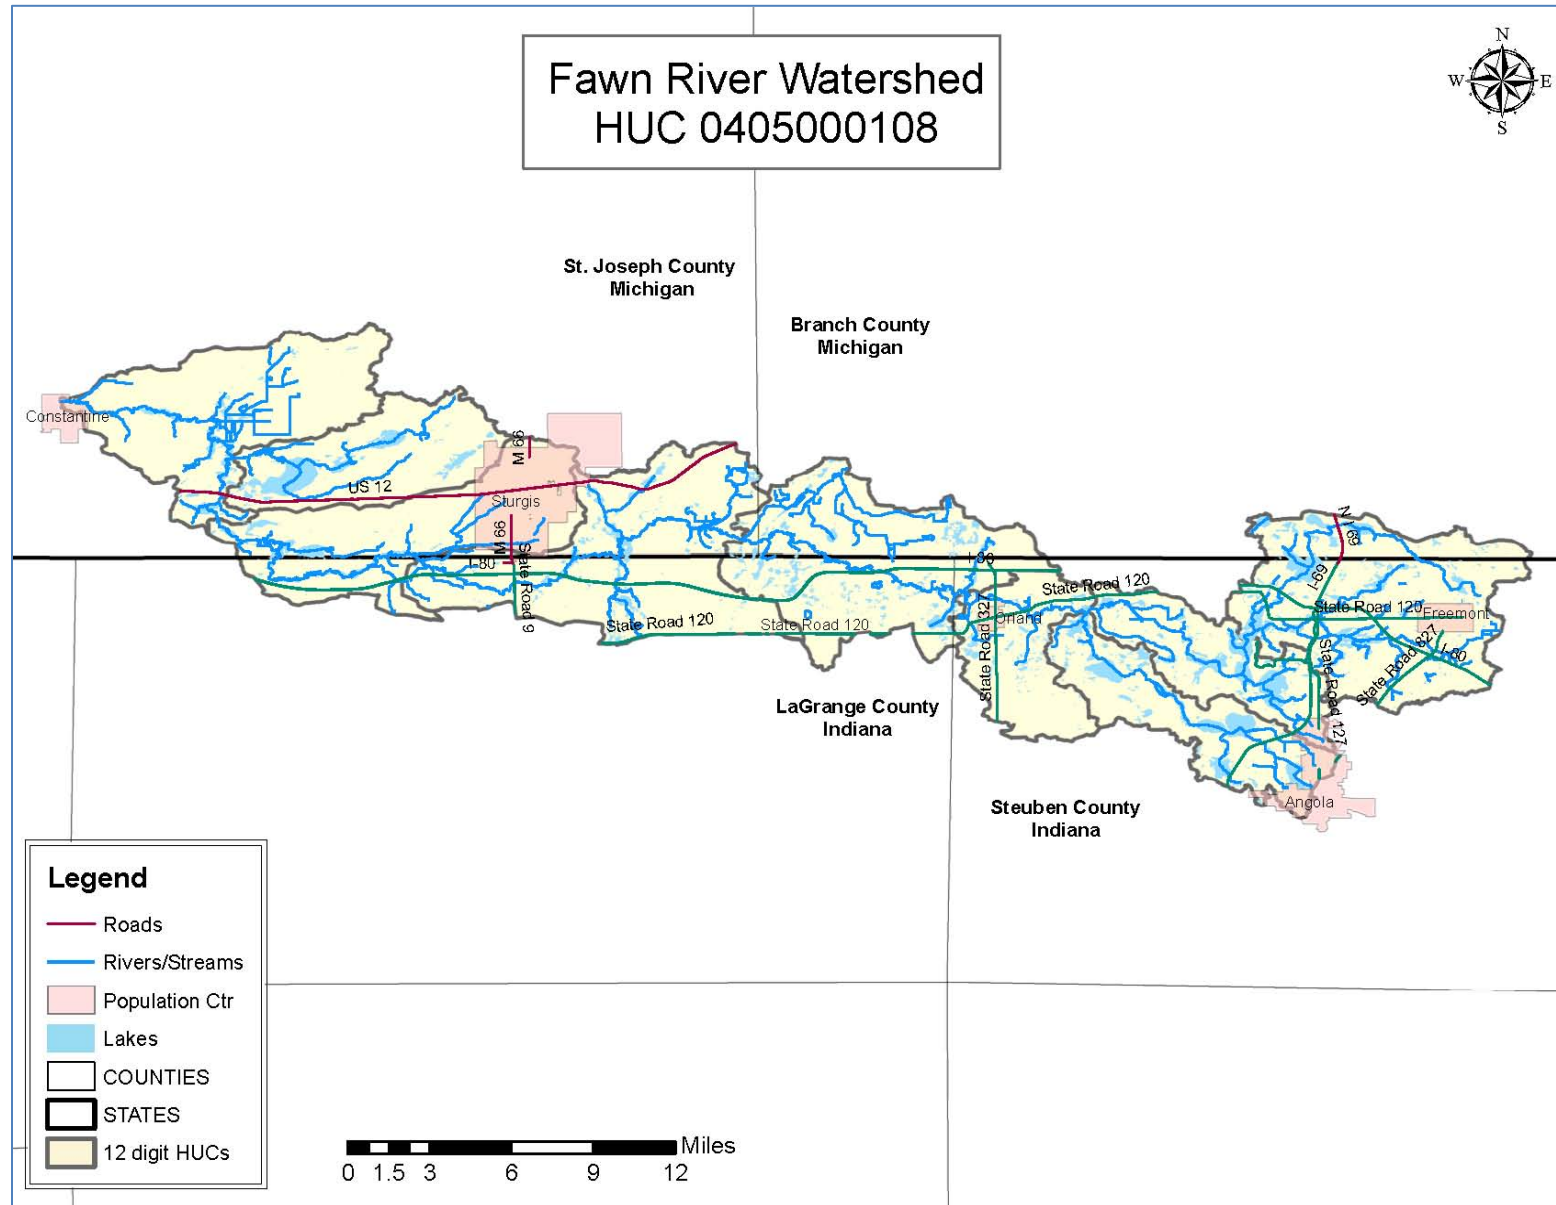 Fawn River Watershed
HUC 0405000108
N
W
E
S
St. Joseph County
Michigan
Branch County
Michigan
Constantine
M 66
US 12
Sturgis
M 66
I-80
State Road 9
State Road 120
State Road 120
I-80
State Road 327
Orland
State Road 120
N I-69
I-69
State Road 120
Freemont
State Road 827
I-80
State Road 127
Angola
LaGrange County
Indiana
Steuben County
Indiana
Legend
Roads
Rivers/Streams
Population Ctr
Lakes
COUNTIES
STATES
12 digit HUCs
Miles
0 1.5 3 6 9 12